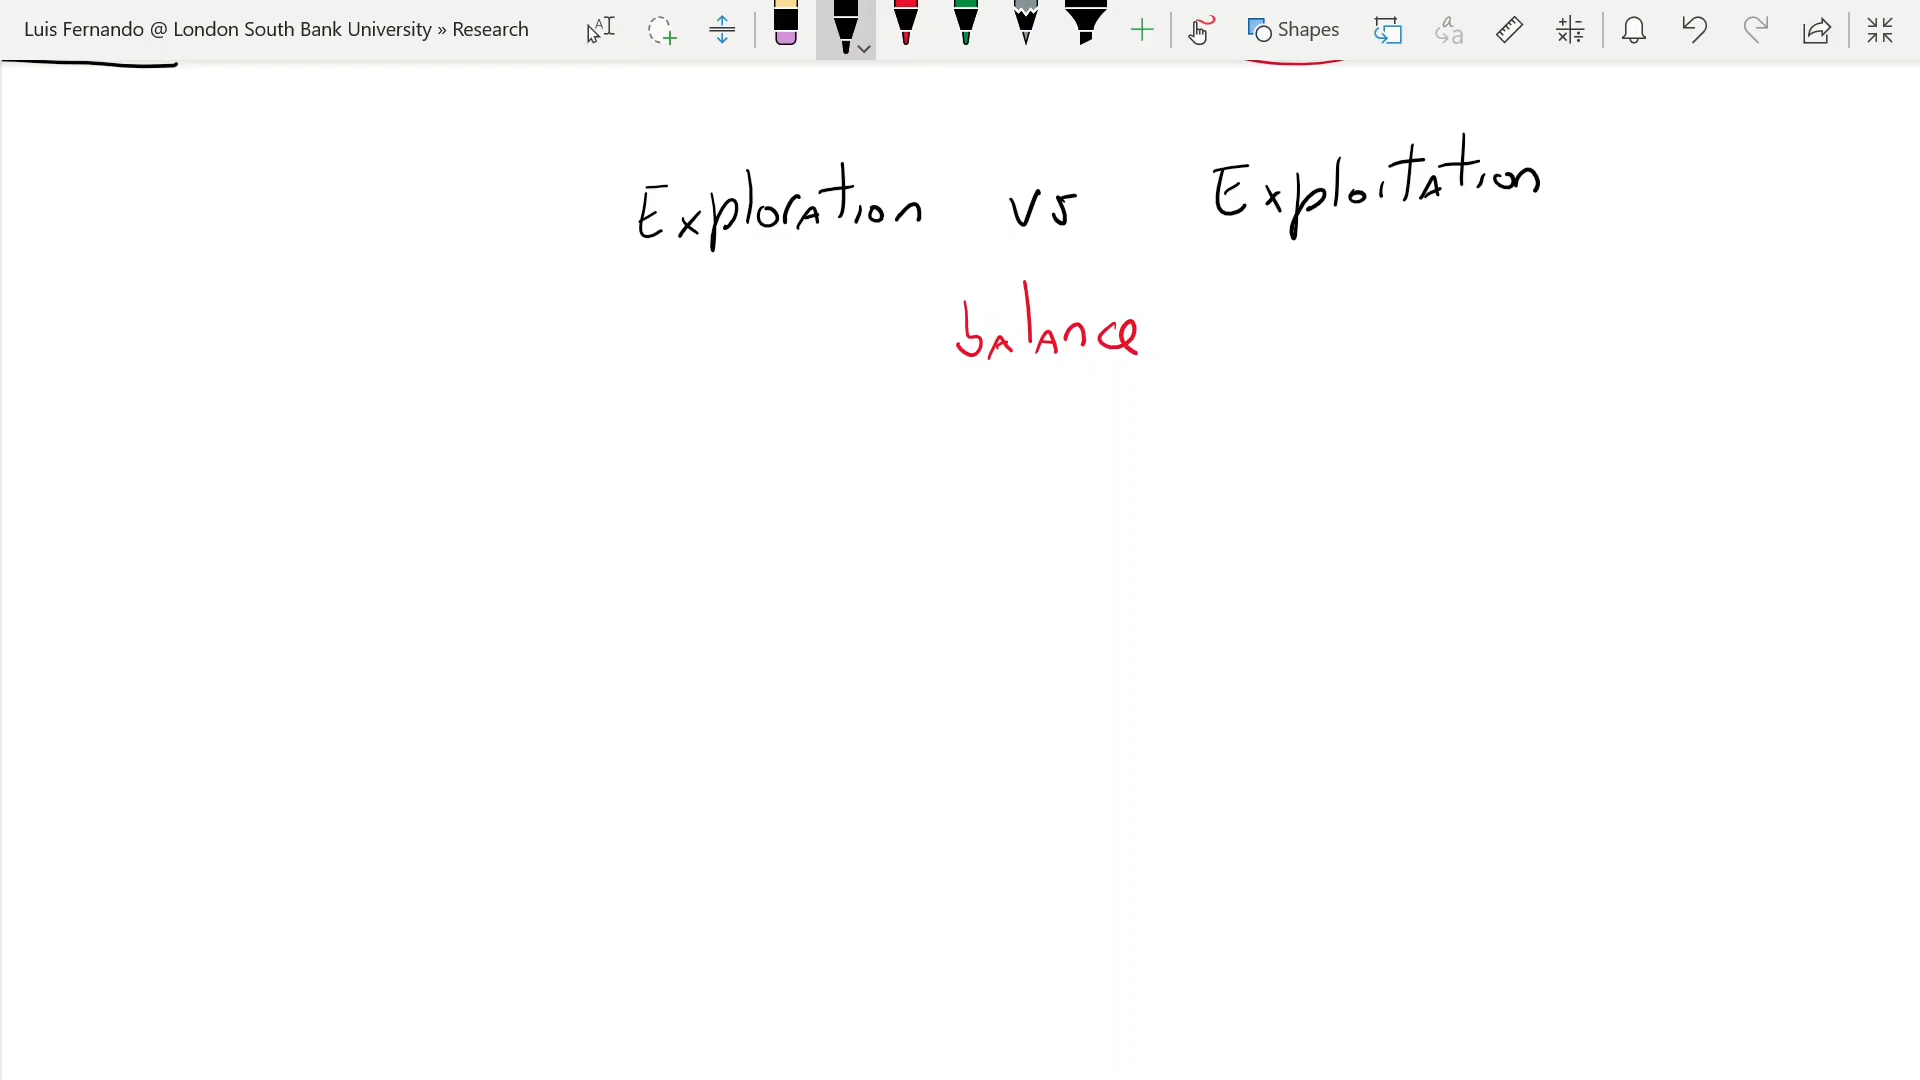 Luis Fernando @ London South Bank University » Research
Shapes
Exploration vs Exploitation
balance